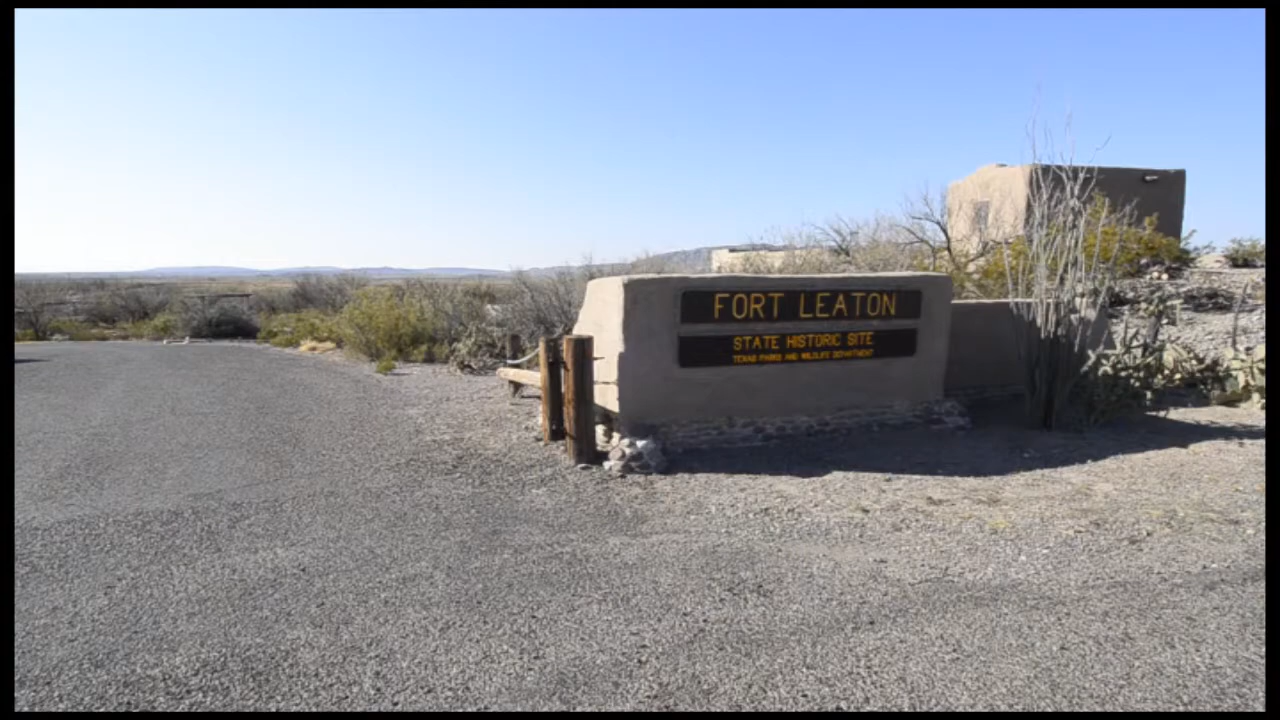 FORT LEATON
STATE HISTORIC SITE
TEXAS PARKS AND WILDLIFE DEPARTMENT